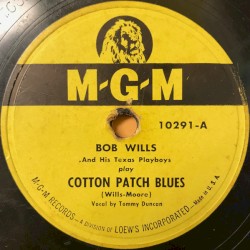 M-G-M
10291-A
BOB WILLS
And His Texas Playboys
play
COTTON PATCH BLUES
(Wills-Moore)
Vocal by Tommy Duncan
M-G-M RECORDS—A DIVISION OF LOEW'S INCORPORATED—Made in U.S.A.